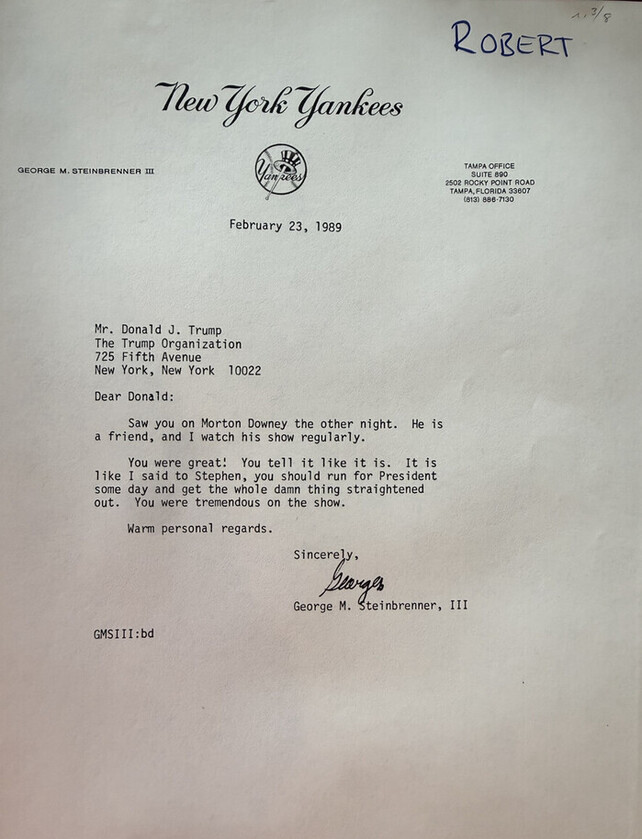 1. 3/8
ROBERT
New York Yankees
GEORGE M. STEINBRENNER III
Yankees
TAMPA OFFICE
SUITE 690
2502 ROCKY POINT ROAD
TAMPA, FLORIDA 33607
(813) 886-7130
February 23, 1989
Mr. Donald J. Trump
The Trump Organization
725 Fifth Avenue
New York, New York 10022
Dear Donald:
Saw you on Morton Downey the other night. He is
a friend, and I watch his show regularly.
You were great! You tell it like it is. It is
like I said to Stephen, you should run for President
some day and get the whole damn thing straightened
out. You were tremendous on the show.
Warm personal regards.
Sincerely,
George
George M. Steinbrenner, III
GMSIII:bd